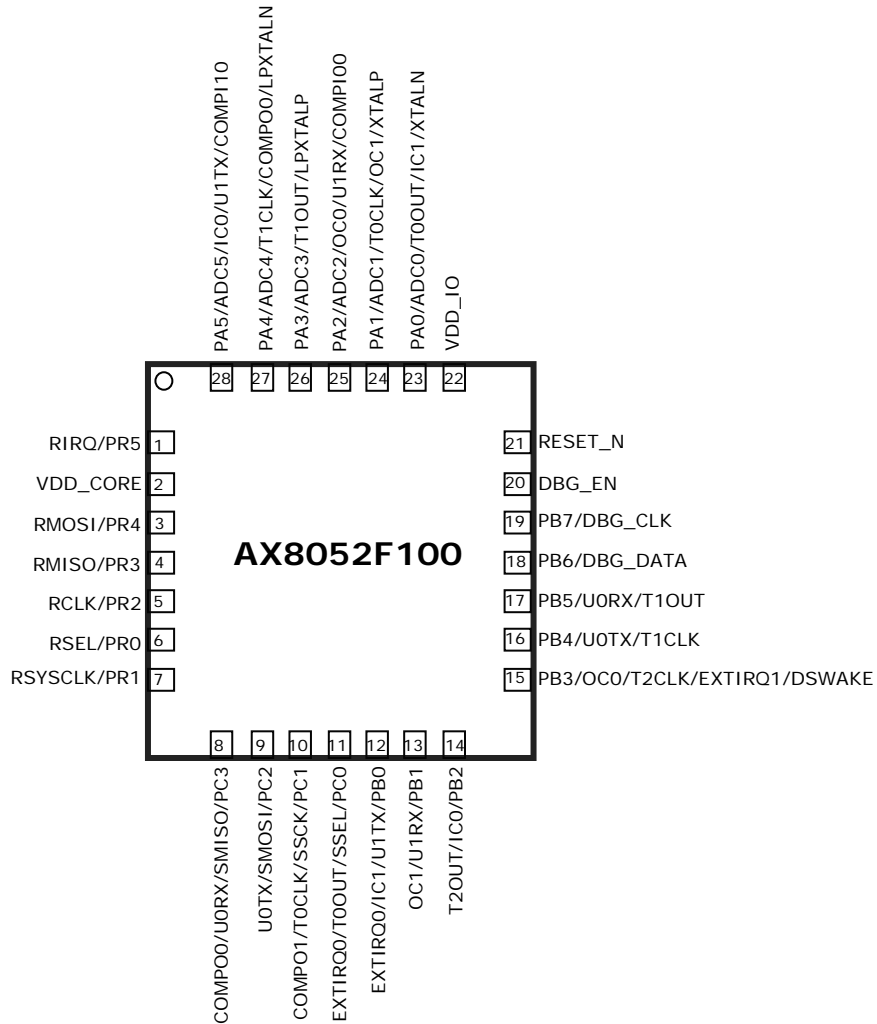 PA5/ADC5/IC0/U1TX/COMPI10
PA4/ADC4/T1CLK/COMPO0/LPXTALN
PA3/ADC3/T1OUT/LPXTALP
PA2/ADC2/OC0/U1RX/COMPI00
PA1/ADC1/T0CLK/OC1/XTALP
PA0/ADC0/T0OUT/IC1/XTALN
VDD_IO
28
27
26
25
24
23
22
RIRQ/PR5
1
VDD_CORE
2
RMOSI/PR4
3
RMISO/PR3
4
RCLK/PR2
5
RSEL/PR0
6
RSYSCLK/PR1
7
AX8052F100
21
RESET_N
20
DBG_EN
19
PB7/DBG_CLK
18
PB6/DBG_DATA
17
PB5/U0RX/T1OUT
16
PB4/U0TX/T1CLK
15
PB3/OC0/T2CLK/EXTIRQ1/DSWAKE
8
9
10
11
12
13
14
COMPO0/U0RX/SMISO/PC3
U0TX/SMOSI/PC2
COMPO1/T0CLK/SSCK/PC1
EXTIRQ0/T0OUT/SSEL/PC0
EXTIRQ0/IC1/U1TX/PB0
OC1/U1RX/PB1
T2OUT/IC0/PB2